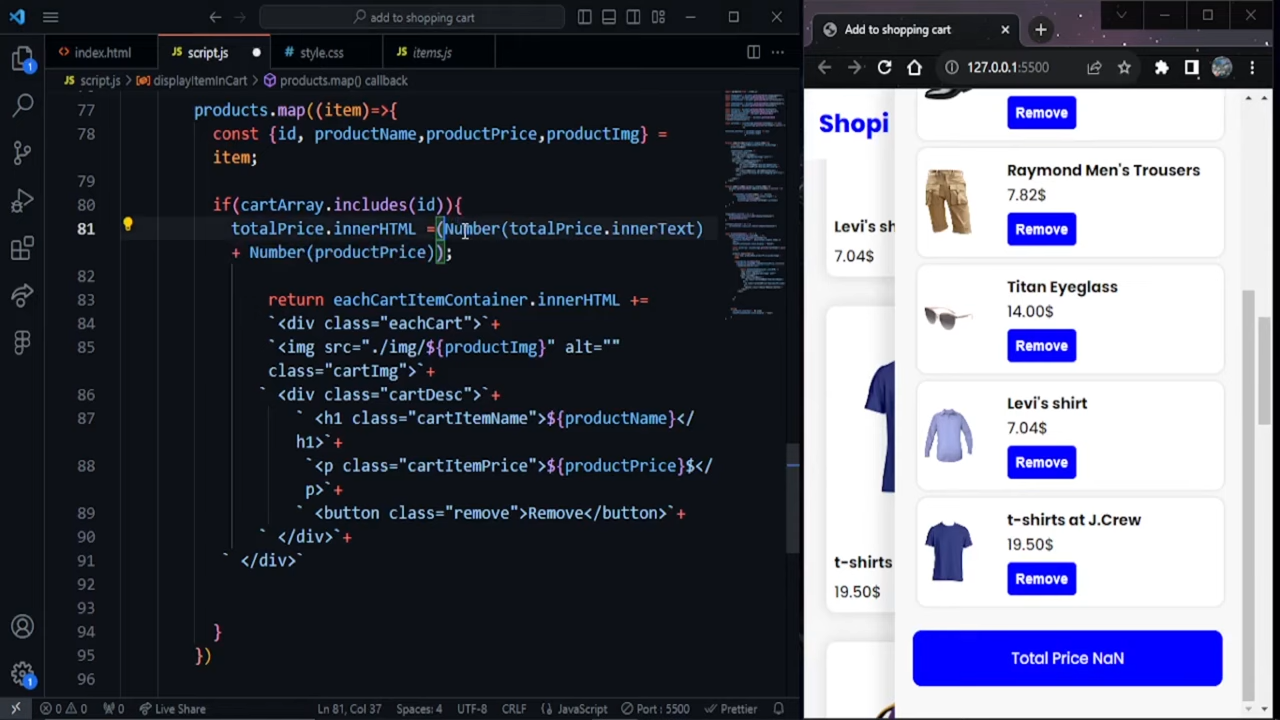 add to shopping cart
index.html
script.js
style.css
items.js
script.js > displayItemInCart > products.map() callback
77 products.map((item)=>{
78 const {id, productName,productPrice,productImg} =
item;
79
80 if(cartArray.includes(id)){
81 totalPrice.innerHTML =(Number(totalPrice.innerText)
+ Number(productPrice));
82
83 return eachCartItemContainer.innerHTML +=
84 `<div class="eachCart">`+
85 `<img src="./img/${productImg}" alt=""
class="cartImg">`+
86 ` <div class="cartDesc">`+
87 ` <h1 class="cartItemName">${productName}</
h1>`+
88 `<p class="cartItemPrice">${productPrice}$</
p>`+
89 ` <button class="remove">Remove</button>`+
90 ` </div>`+
91 ` </div>`
92
93
94 }
95 })
96
1
1
0 0 0 Live Share Ln 81, Col 37 Spaces: 4 UTF-8 CRLF {} JavaScript Port : 5500 Prettier
Add to shopping cart
127.0.0.1:5500
Shopi
Levi's sh
7.04$
t-shirts
19.50$
Remove
Raymond Men's Trousers
7.82$
Remove
Titan Eyeglass
14.00$
Remove
Levi's shirt
7.04$
Remove
t-shirts at J.Crew
19.50$
Remove
Total Price NaN